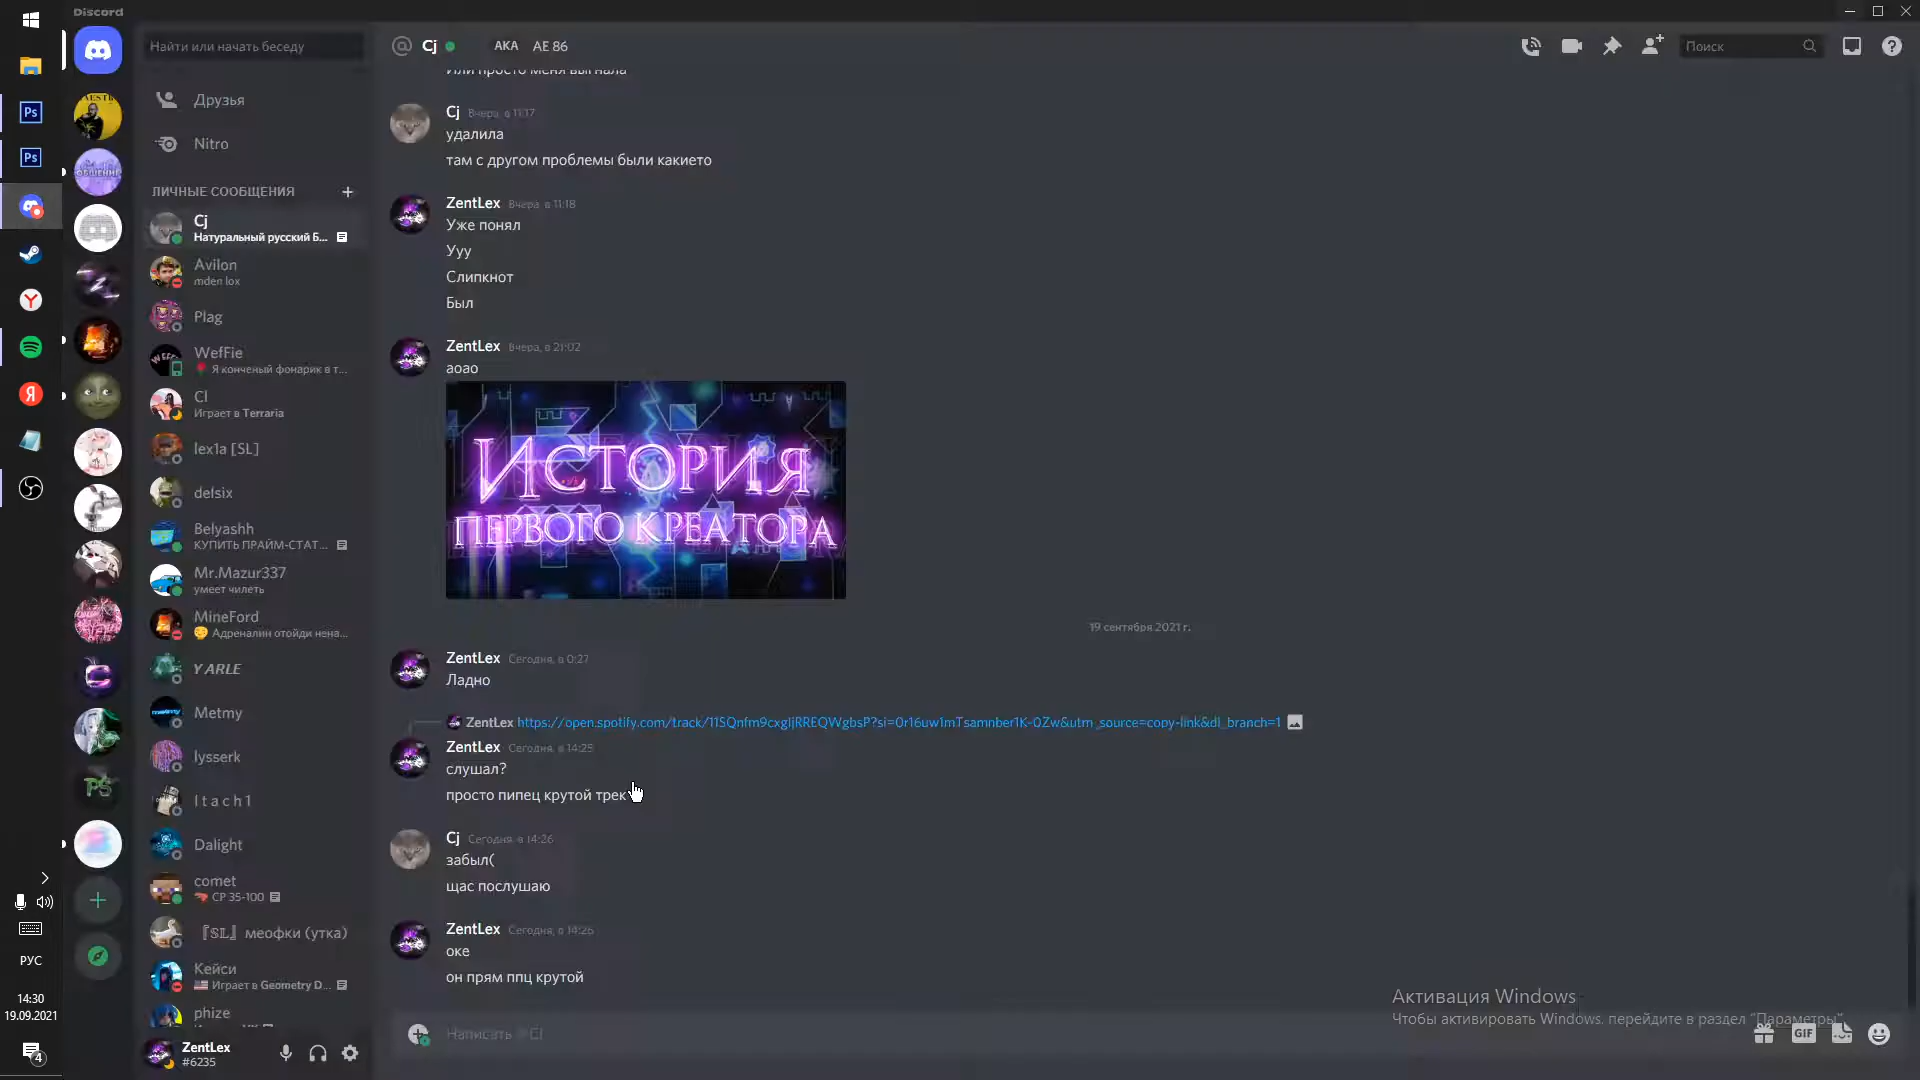 Discord
Найти или начать беседу
Друзья
Nitro
ЛИЧНЫЕ СООБЩЕНИЯ
Cj
Натуральный русский Б...
Avilon
mden lox
Plag
WefFie
Я конченый фонарик в т...
Cl
Играет в Terraria
lex1a [SL]
delsix
Belyashh
КУПИТЬ ПРАЙМ-СТАТ...
Mr.Mazur337
умеет чилеть
MineFord
Адреналин отойди нена...
YARLE
Metmy
lysserk
I t a c h 1
Dalight
comet
CP 35-100
『SL』 меофки (утка)
Кейси
Играет в Geometry D...
phize
ZentLex
#6235
Cj
AKA AE 86
Поиск
Или просто меня выгнала
Cj Вчера, в 11:17
удалила
там с другом проблемы были какието
ZentLex Вчера, в 11:18
Уже понял
Ууу
Слипкнот
Был
ZentLex Вчера, в 21:02
аоао
ИСТОРИЯ
ПЕРВОГО КРЕАТОРА
19 сентября 2021 г.
ZentLex Сегодня, в 0:27
Ладно
ZentLex https://open.spotify.com/track/11SQnfm9cxgIjRREQWgbsP?si=0r16uw1mTsamnber1K-0Zw&utm_source=copy-link&dl_branch=1
ZentLex Сегодня, в 14:25
слушал?
просто пипец крутой трек
Cj Сегодня, в 14:26
забыл(
щас послушаю
ZentLex Сегодня, в 14:26
оке
он прям ппц крутой
Написать @Cj
GIF
Активация Windows
Чтобы активировать Windows, перейдите в раздел "Параметры".
Ps
Ps
РУС
14:30
19.09.2021
4